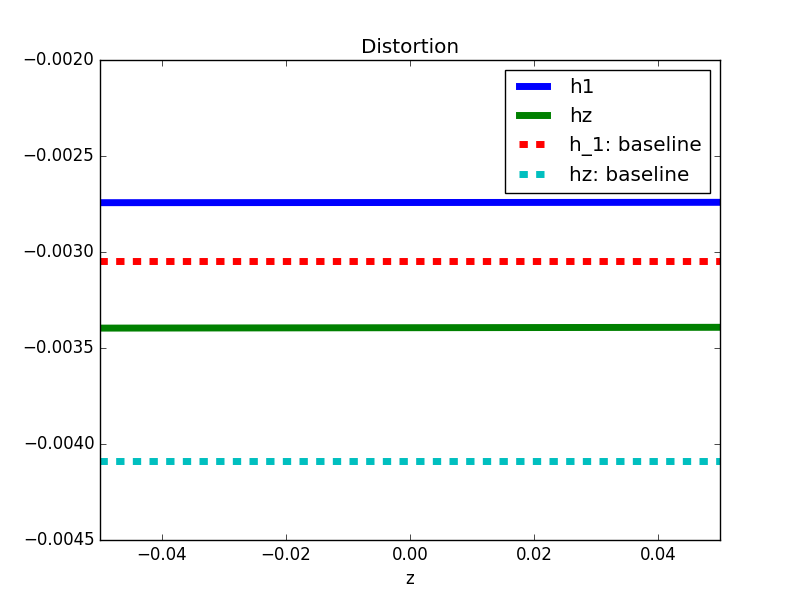 Distortion
−0.0020
−0.0025
−0.0030
−0.0035
−0.0040
−0.0045
h1
hz
h_1: baseline
hz: baseline
−0.04
−0.02
0.00
0.02
0.04
z